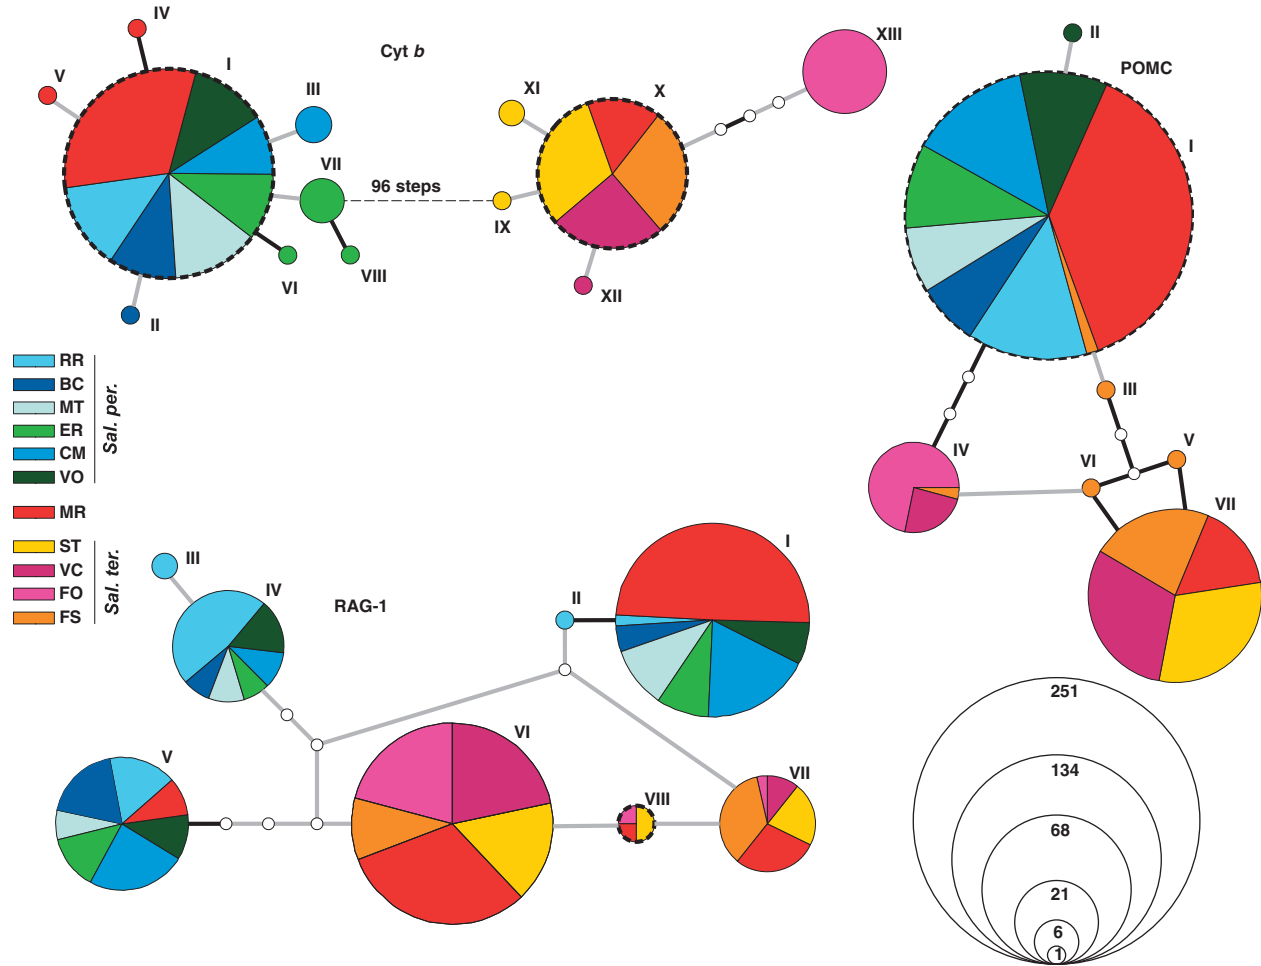 IV
Cyt b
XIII
II
V
I
III
XI
X
POMC
I
VII
96 steps
IX
VI
VIII
XII
II
RR
BC
MT
ER
CM
VO
Sal. per.
MR
ST
VC
FO
FS
Sal. ter.
III
IV
V
VI
VII
RAG-1
III
IV
II
I
V
VI
VIII
VII
251
134
68
21
6
1